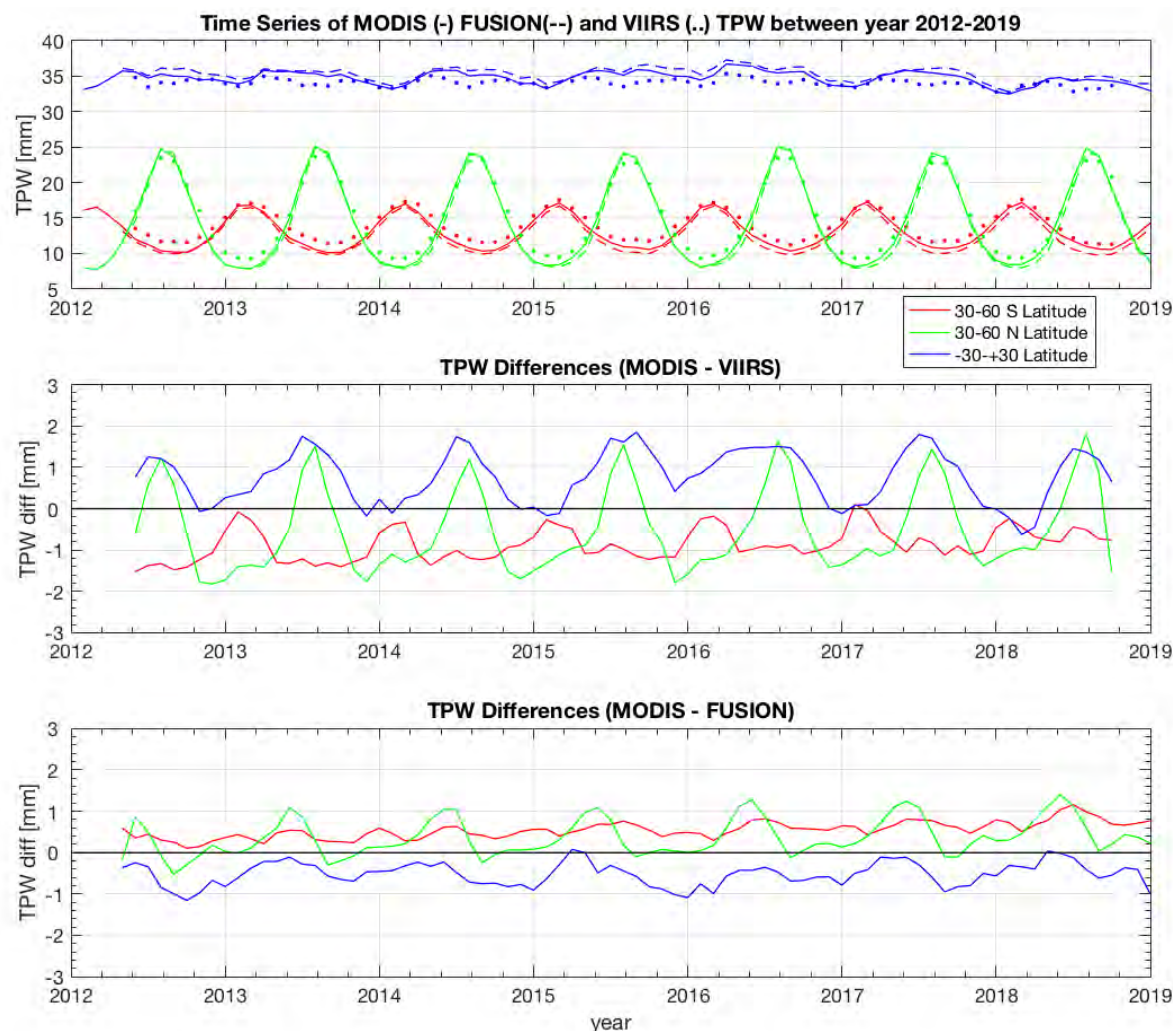 Time Series of MODIS (-) FUSION(--) and VIIRS (..) TPW between year 2012-2019
40
35
30
25
20
15
10
5
TPW [mm]
2012 2013 2014 2015 2016 2017 2018 2019
30-60 S Latitude
30-60 N Latitude
-30-+30 Latitude
TPW Differences (MODIS - VIIRS)
3
2
1
0
-1
-2
-3
TPW diff [mm]
2012 2013 2014 2015 2016 2017 2018 2019
TPW Differences (MODIS - FUSION)
3
2
1
0
-1
-2
-3
TPW diff [mm]
2012 2013 2014 2015 2016 2017 2018 2019
year